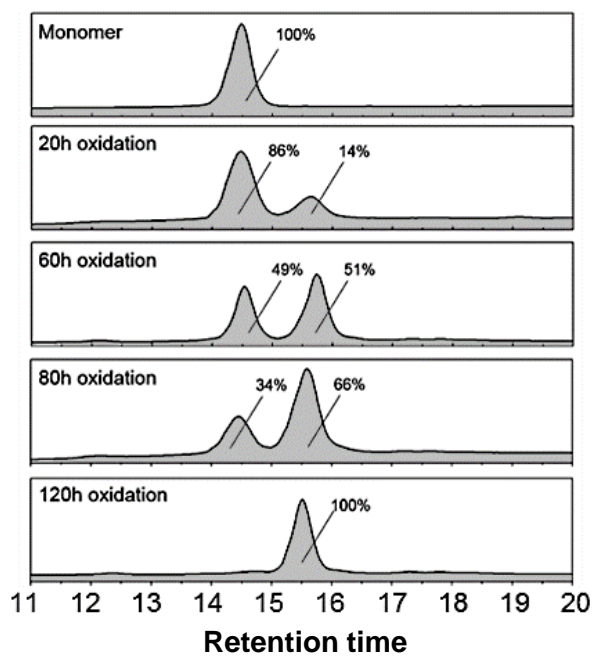 Monomer
100%
20h oxidation
86%
14%
60h oxidation
49%
51%
80h oxidation
34%
66%
120h oxidation
100%
11 12 13 14 15 16 17 18 19 20
Retention time